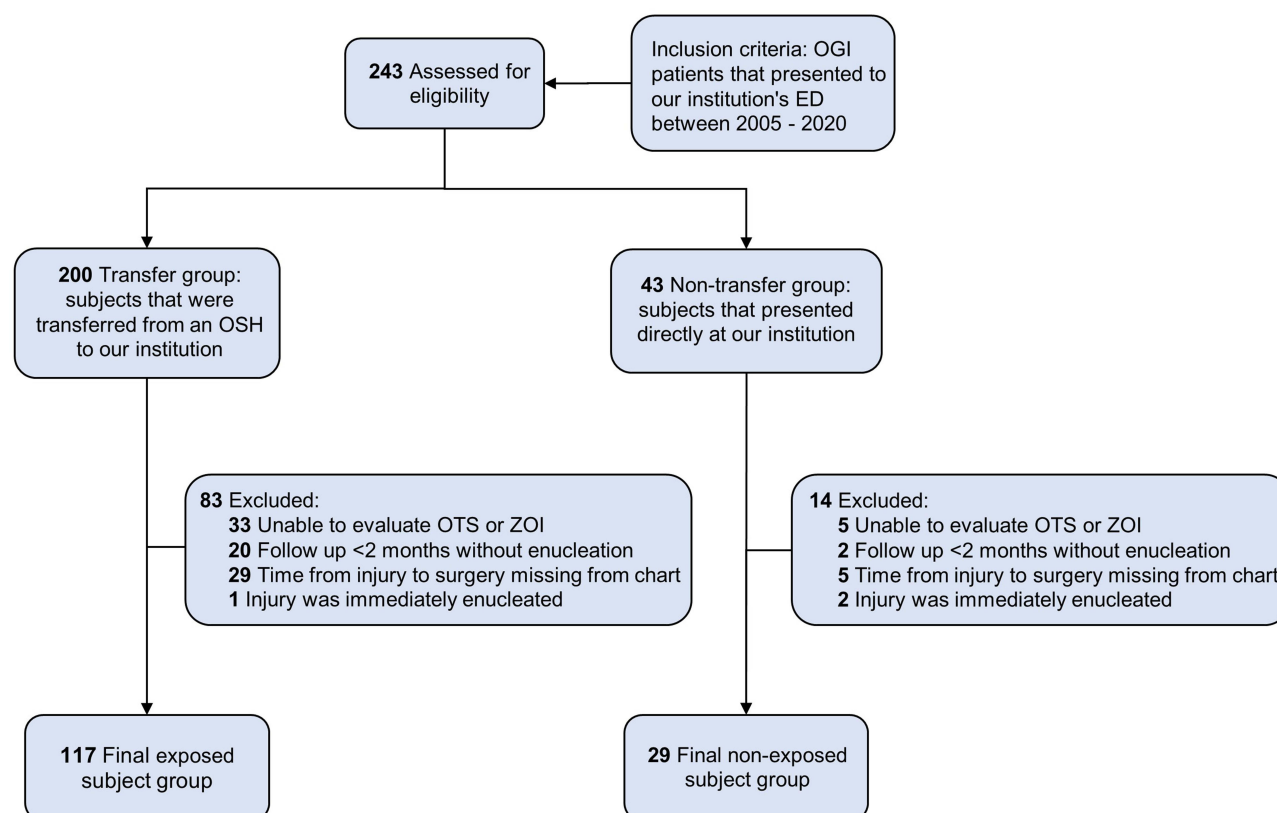 243 Assessed for
eligibility
Inclusion criteria: OGI
patients that presented to
our institution's ED
between 2005 - 2020
200 Transfer group:
subjects that were
transferred from an OSH
to our institution
43 Non-transfer group:
subjects that presented
directly at our institution
83 Excluded:
33 Unable to evaluate OTS or ZOI
20 Follow up <2 months without enucleation
29 Time from injury to surgery missing from chart
1 Injury was immediately enucleated
14 Excluded:
5 Unable to evaluate OTS or ZOI
2 Follow up <2 months without enucleation
5 Time from injury to surgery missing from chart
2 Injury was immediately enucleated
117 Final exposed
subject group
29 Final non-exposed
subject group